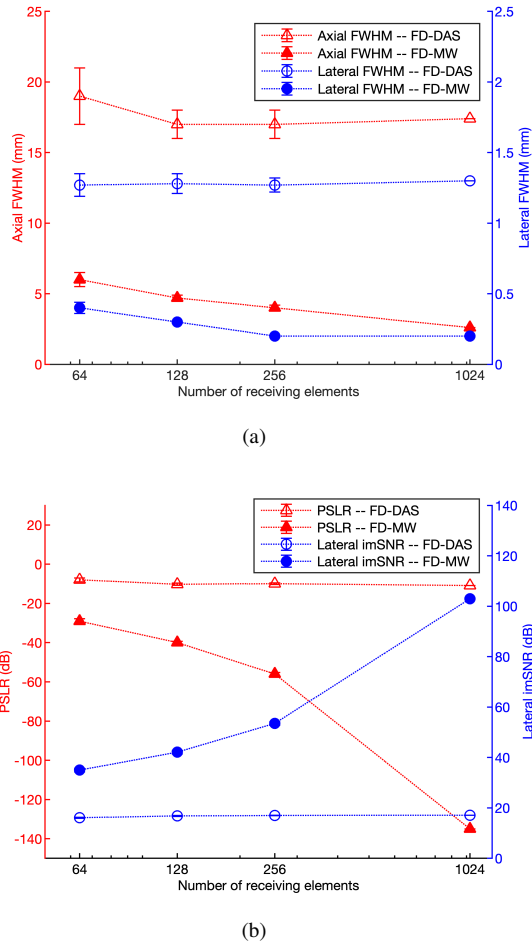 25
20
15
10
5
0
Axial FWHM (mm)
Axial FWHM -- FD-DAS
Axial FWHM -- FD-MW
Lateral FWHM -- FD-DAS
Lateral FWHM -- FD-MW
2.5
2
1.5
1
0.5
0
Lateral FWHM (mm)
64
128
256
1024
Number of receiving elements
(a)
20
0
-20
-40
-60
-80
-100
-120
-140
PSLR (dB)
PSLR -- FD-DAS
PSLR -- FD-MW
Lateral imSNR -- FD-DAS
Lateral imSNR -- FD-MW
140
120
100
80
60
40
20
0
Lateral imSNR (dB)
64
128
256
1024
Number of receiving elements
(b)